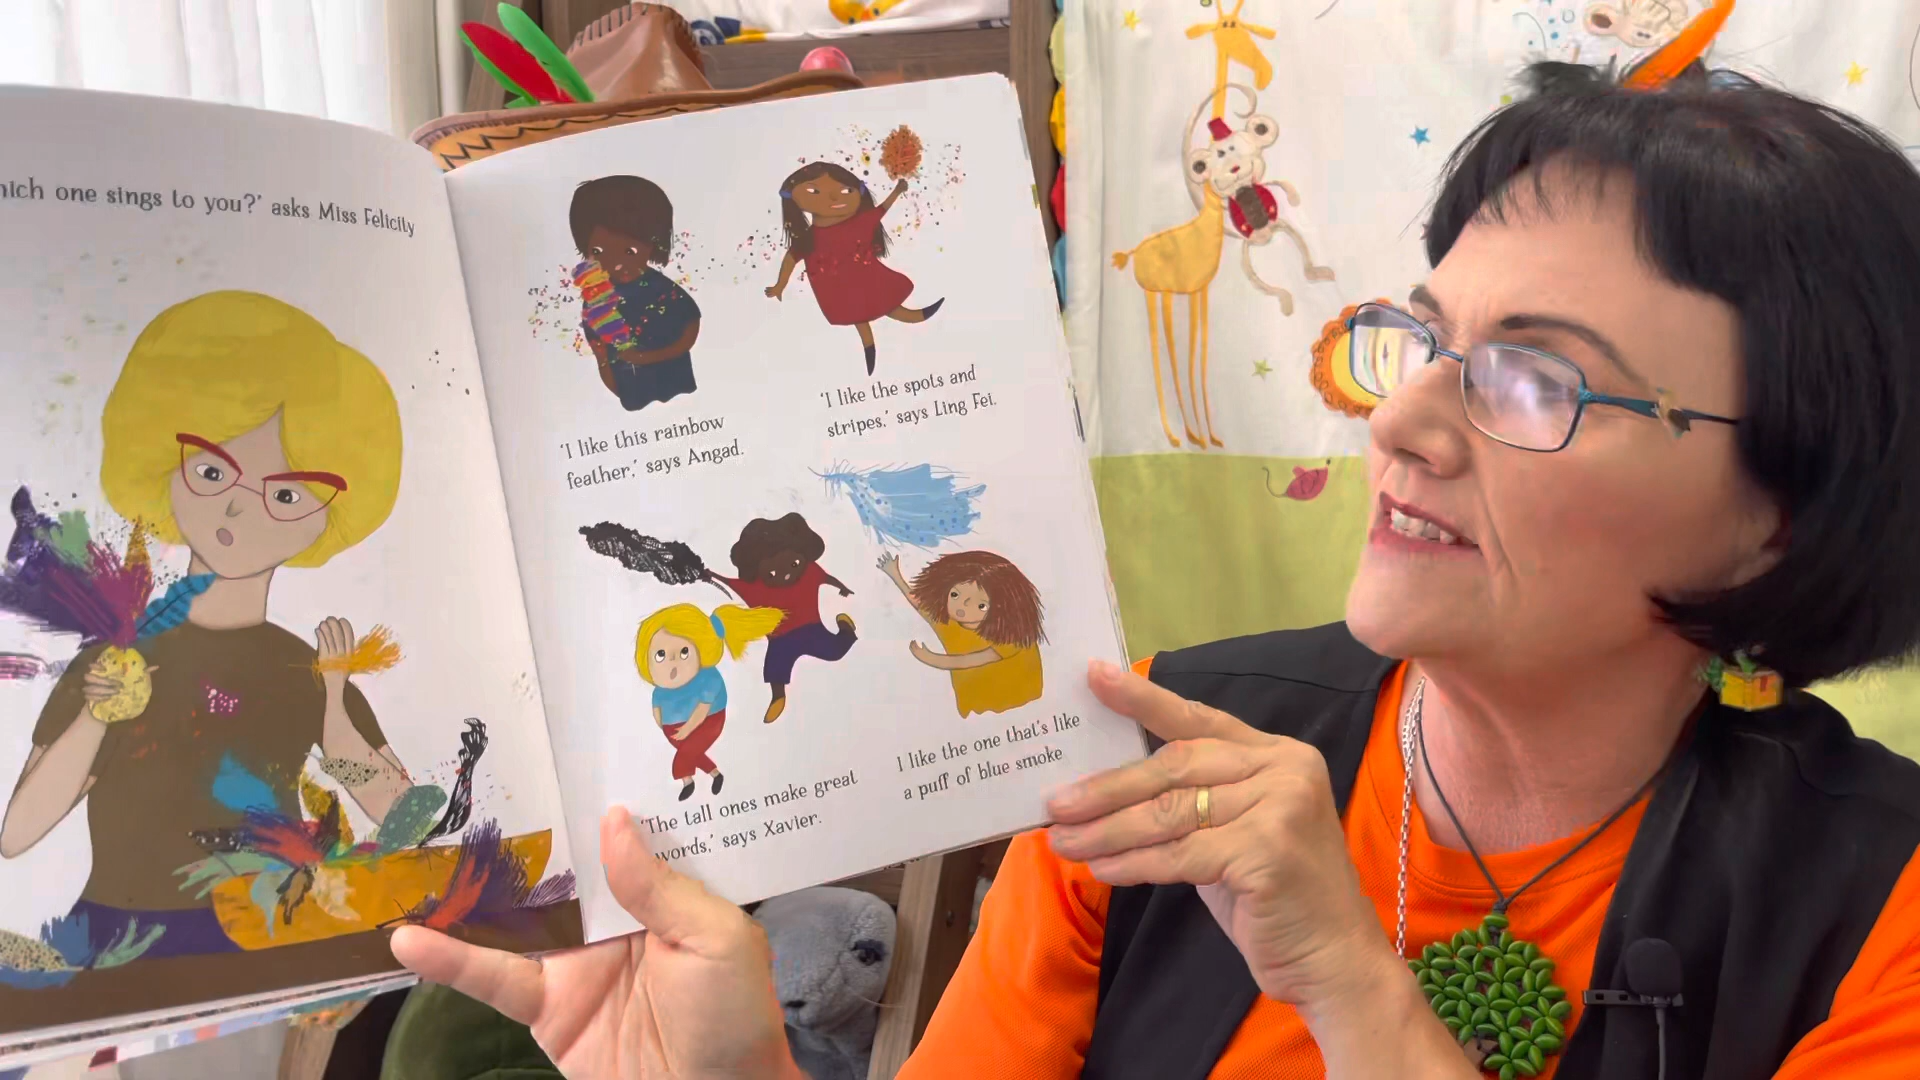 one sings to you?' asks Miss Felicity
'I like this rainbow
feather,' says Angad.
'I like the spots and
stripes,' says Ling Fei.
'The tall ones make great
words,' says Xavier.
I like the one that's like
a puff of blue smoke